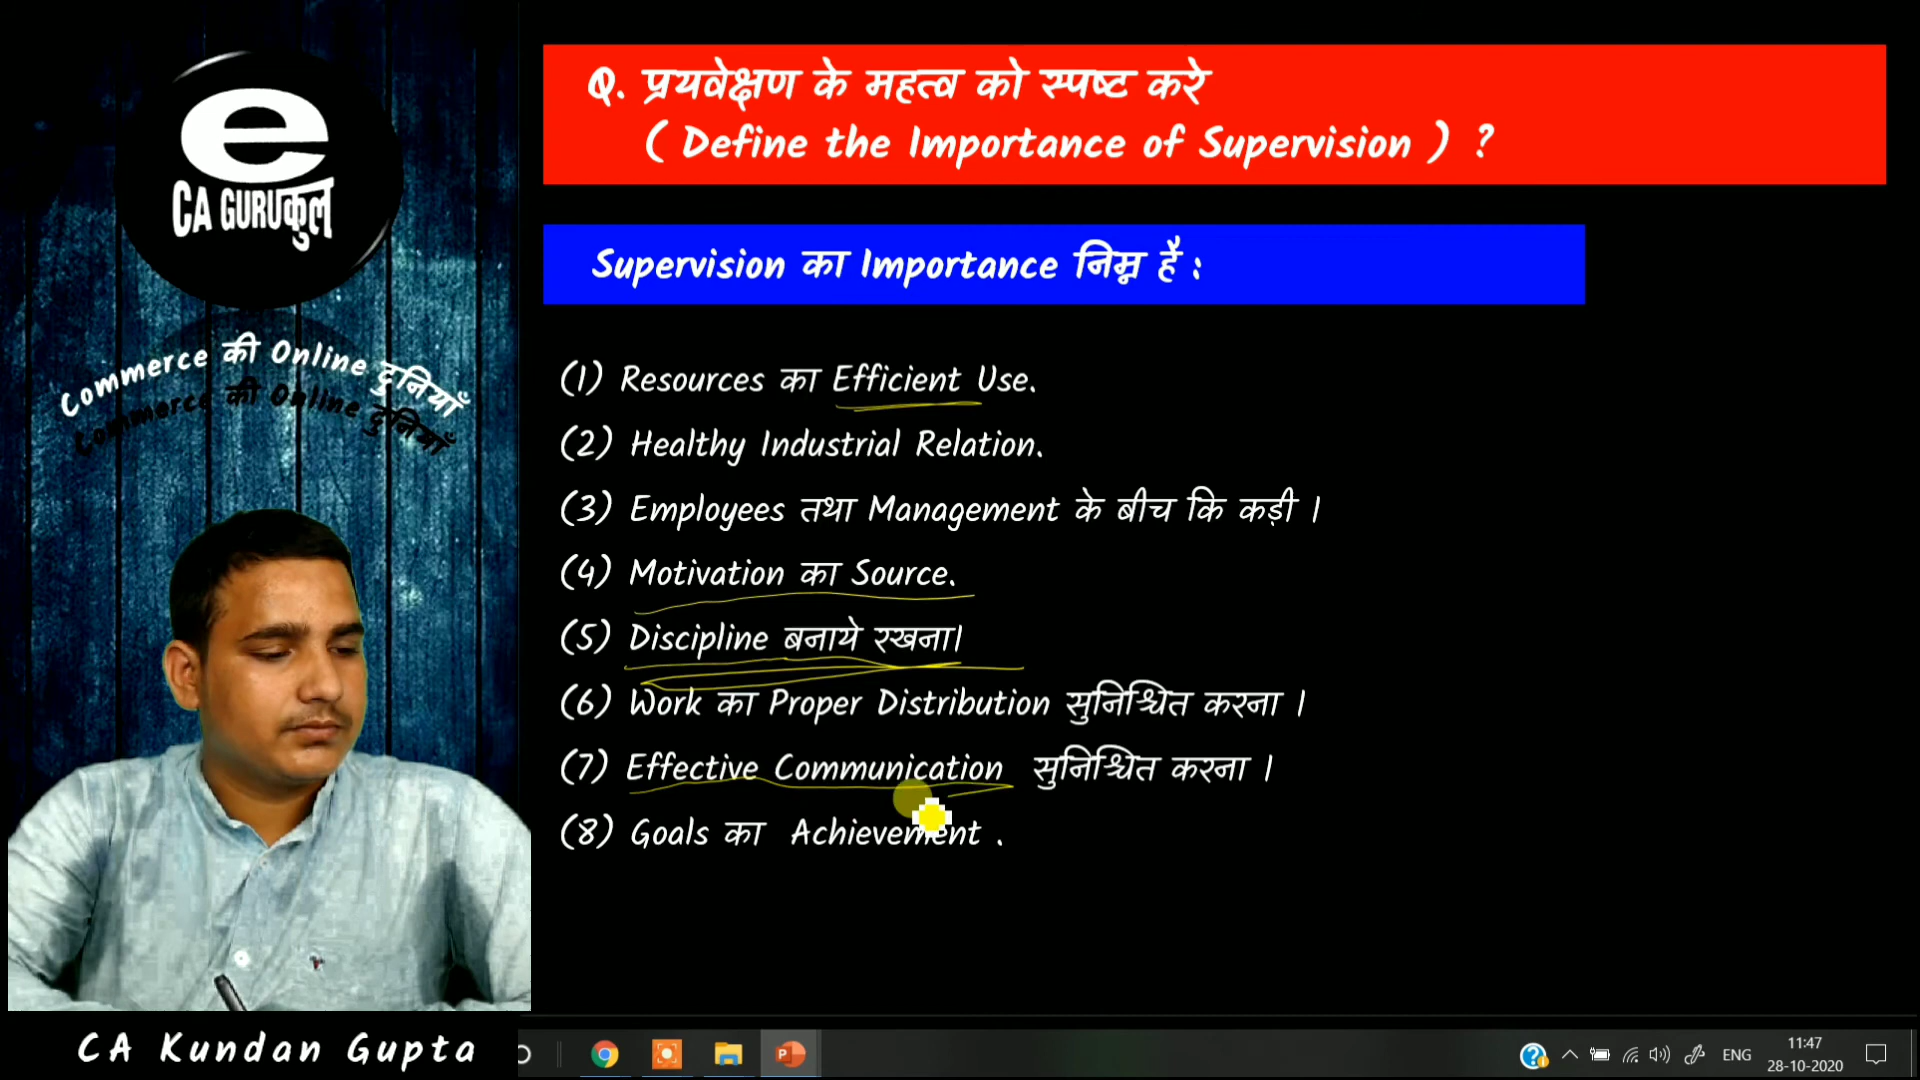 e
CA GURUकुल
Commerce की Online दुनियाँ
Commerce की Online दुनियाँ
CA Kundan Gupta
Q. प्रयवेक्षण के महत्व को स्पष्ट करे
( Define the Importance of Supervision ) ?
Supervision का Importance निम्न है :
(1) Resources का Efficient Use.
(2) Healthy Industrial Relation.
(3) Employees तथा Management के बीच कि कड़ी ।
(4) Motivation का Source.
(5) Discipline बनाये रखना।
(6) Work का Proper Distribution सुनिश्चित करना ।
(7) Effective Communication सुनिश्चित करना ।
(8) Goals का Achievement .
ENG
11:47
28-10-2020